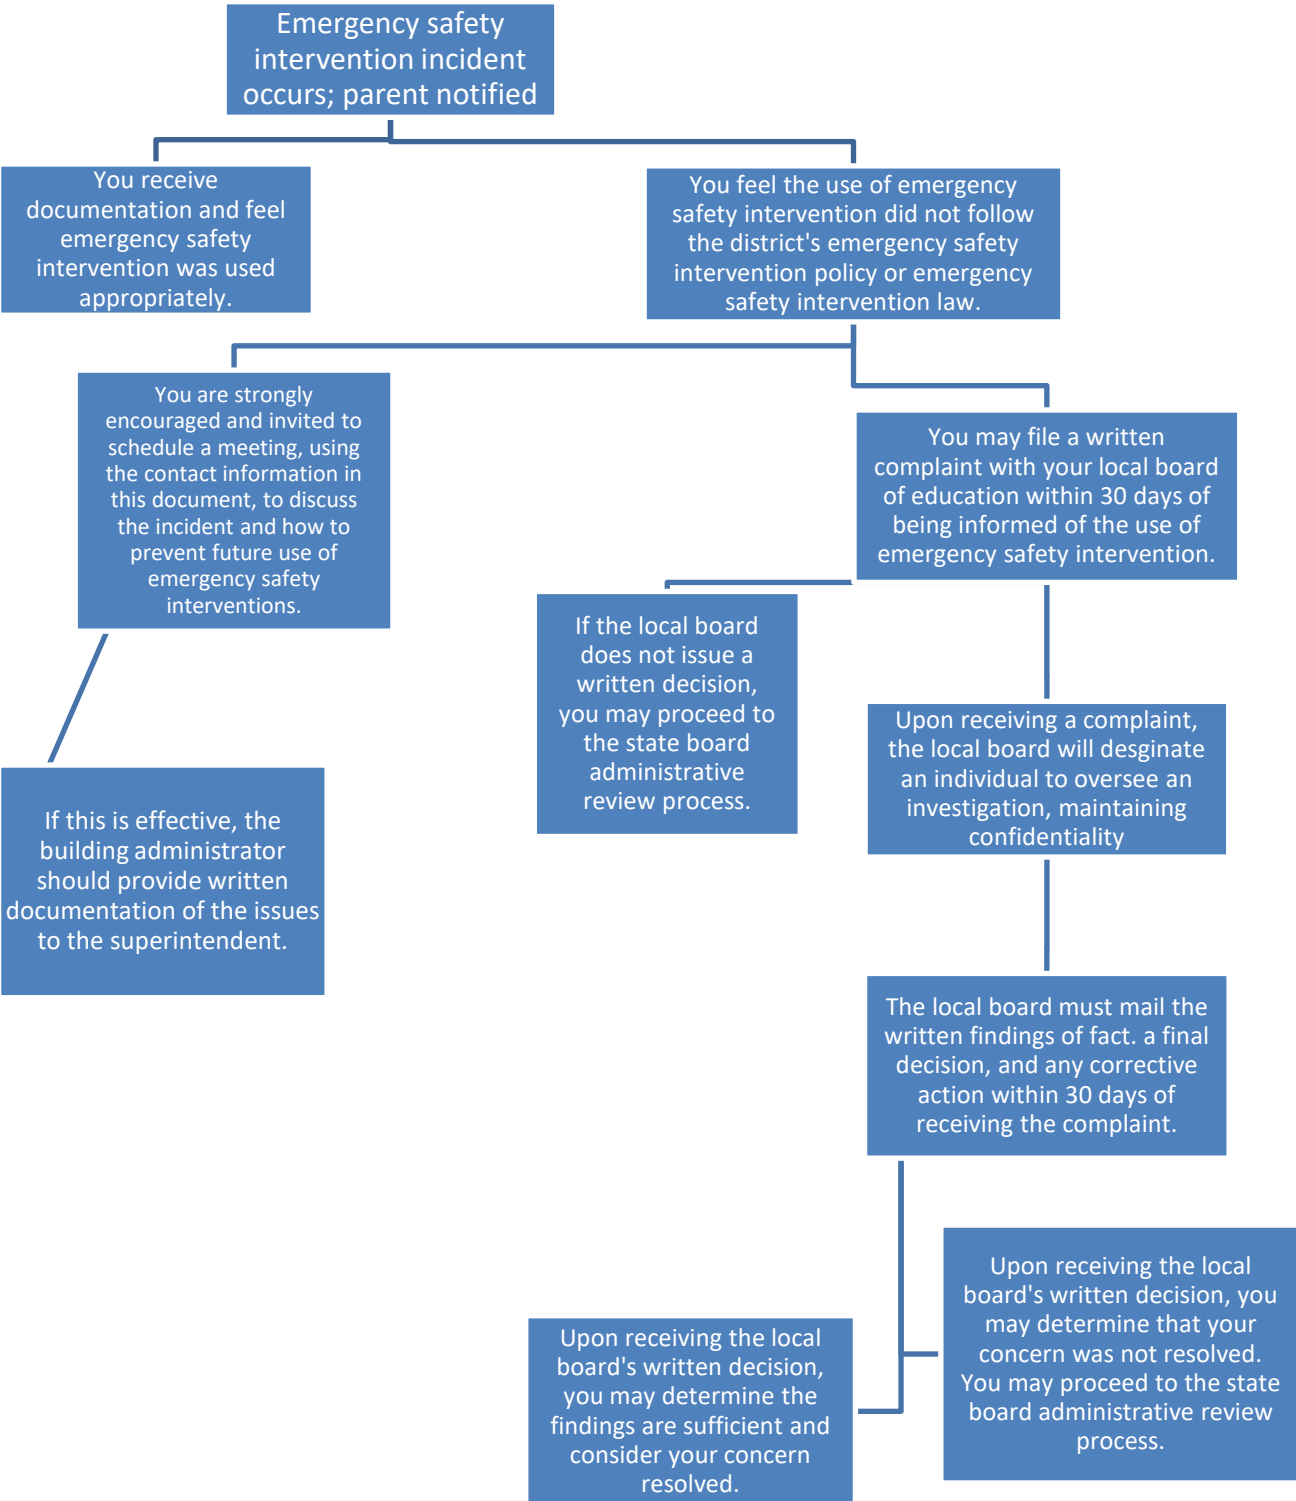 Emergency safety
intervention incident
occurs; parent notified
You receive
documentation and feel
emergency safety
intervention was used
appropriately.
You feel the use of emergency
safety intervention did not follow
the district's emergency safety
intervention policy or emergency
safety intervention law.
You are strongly
encouraged and invited to
schedule a meeting, using
the contact information in
this document, to discuss
the incident and how to
prevent future use of
emergency safety
interventions.
You may file a written
complaint with your local board
of education within 30 days of
being informed of the use of
emergency safety intervention.
If the local board
does not issue a
written decision,
you may proceed to
the state board
administrative
review process.
Upon receiving a complaint,
the local board will desginate
an individual to oversee an
investigation, maintaining
confidentiality
If this is effective, the
building administrator
should provide written
documentation of the issues
to the superintendent.
The local board must mail the
written findings of fact. a final
decision, and any corrective
action within 30 days of
receiving the complaint.
Upon receiving the local
board's written decision, you
may determine that your
concern was not resolved.
You may proceed to the state
board administrative review
process.
Upon receiving the local
board's written decision,
you may determine the
findings are sufficient and
consider your concern
resolved.